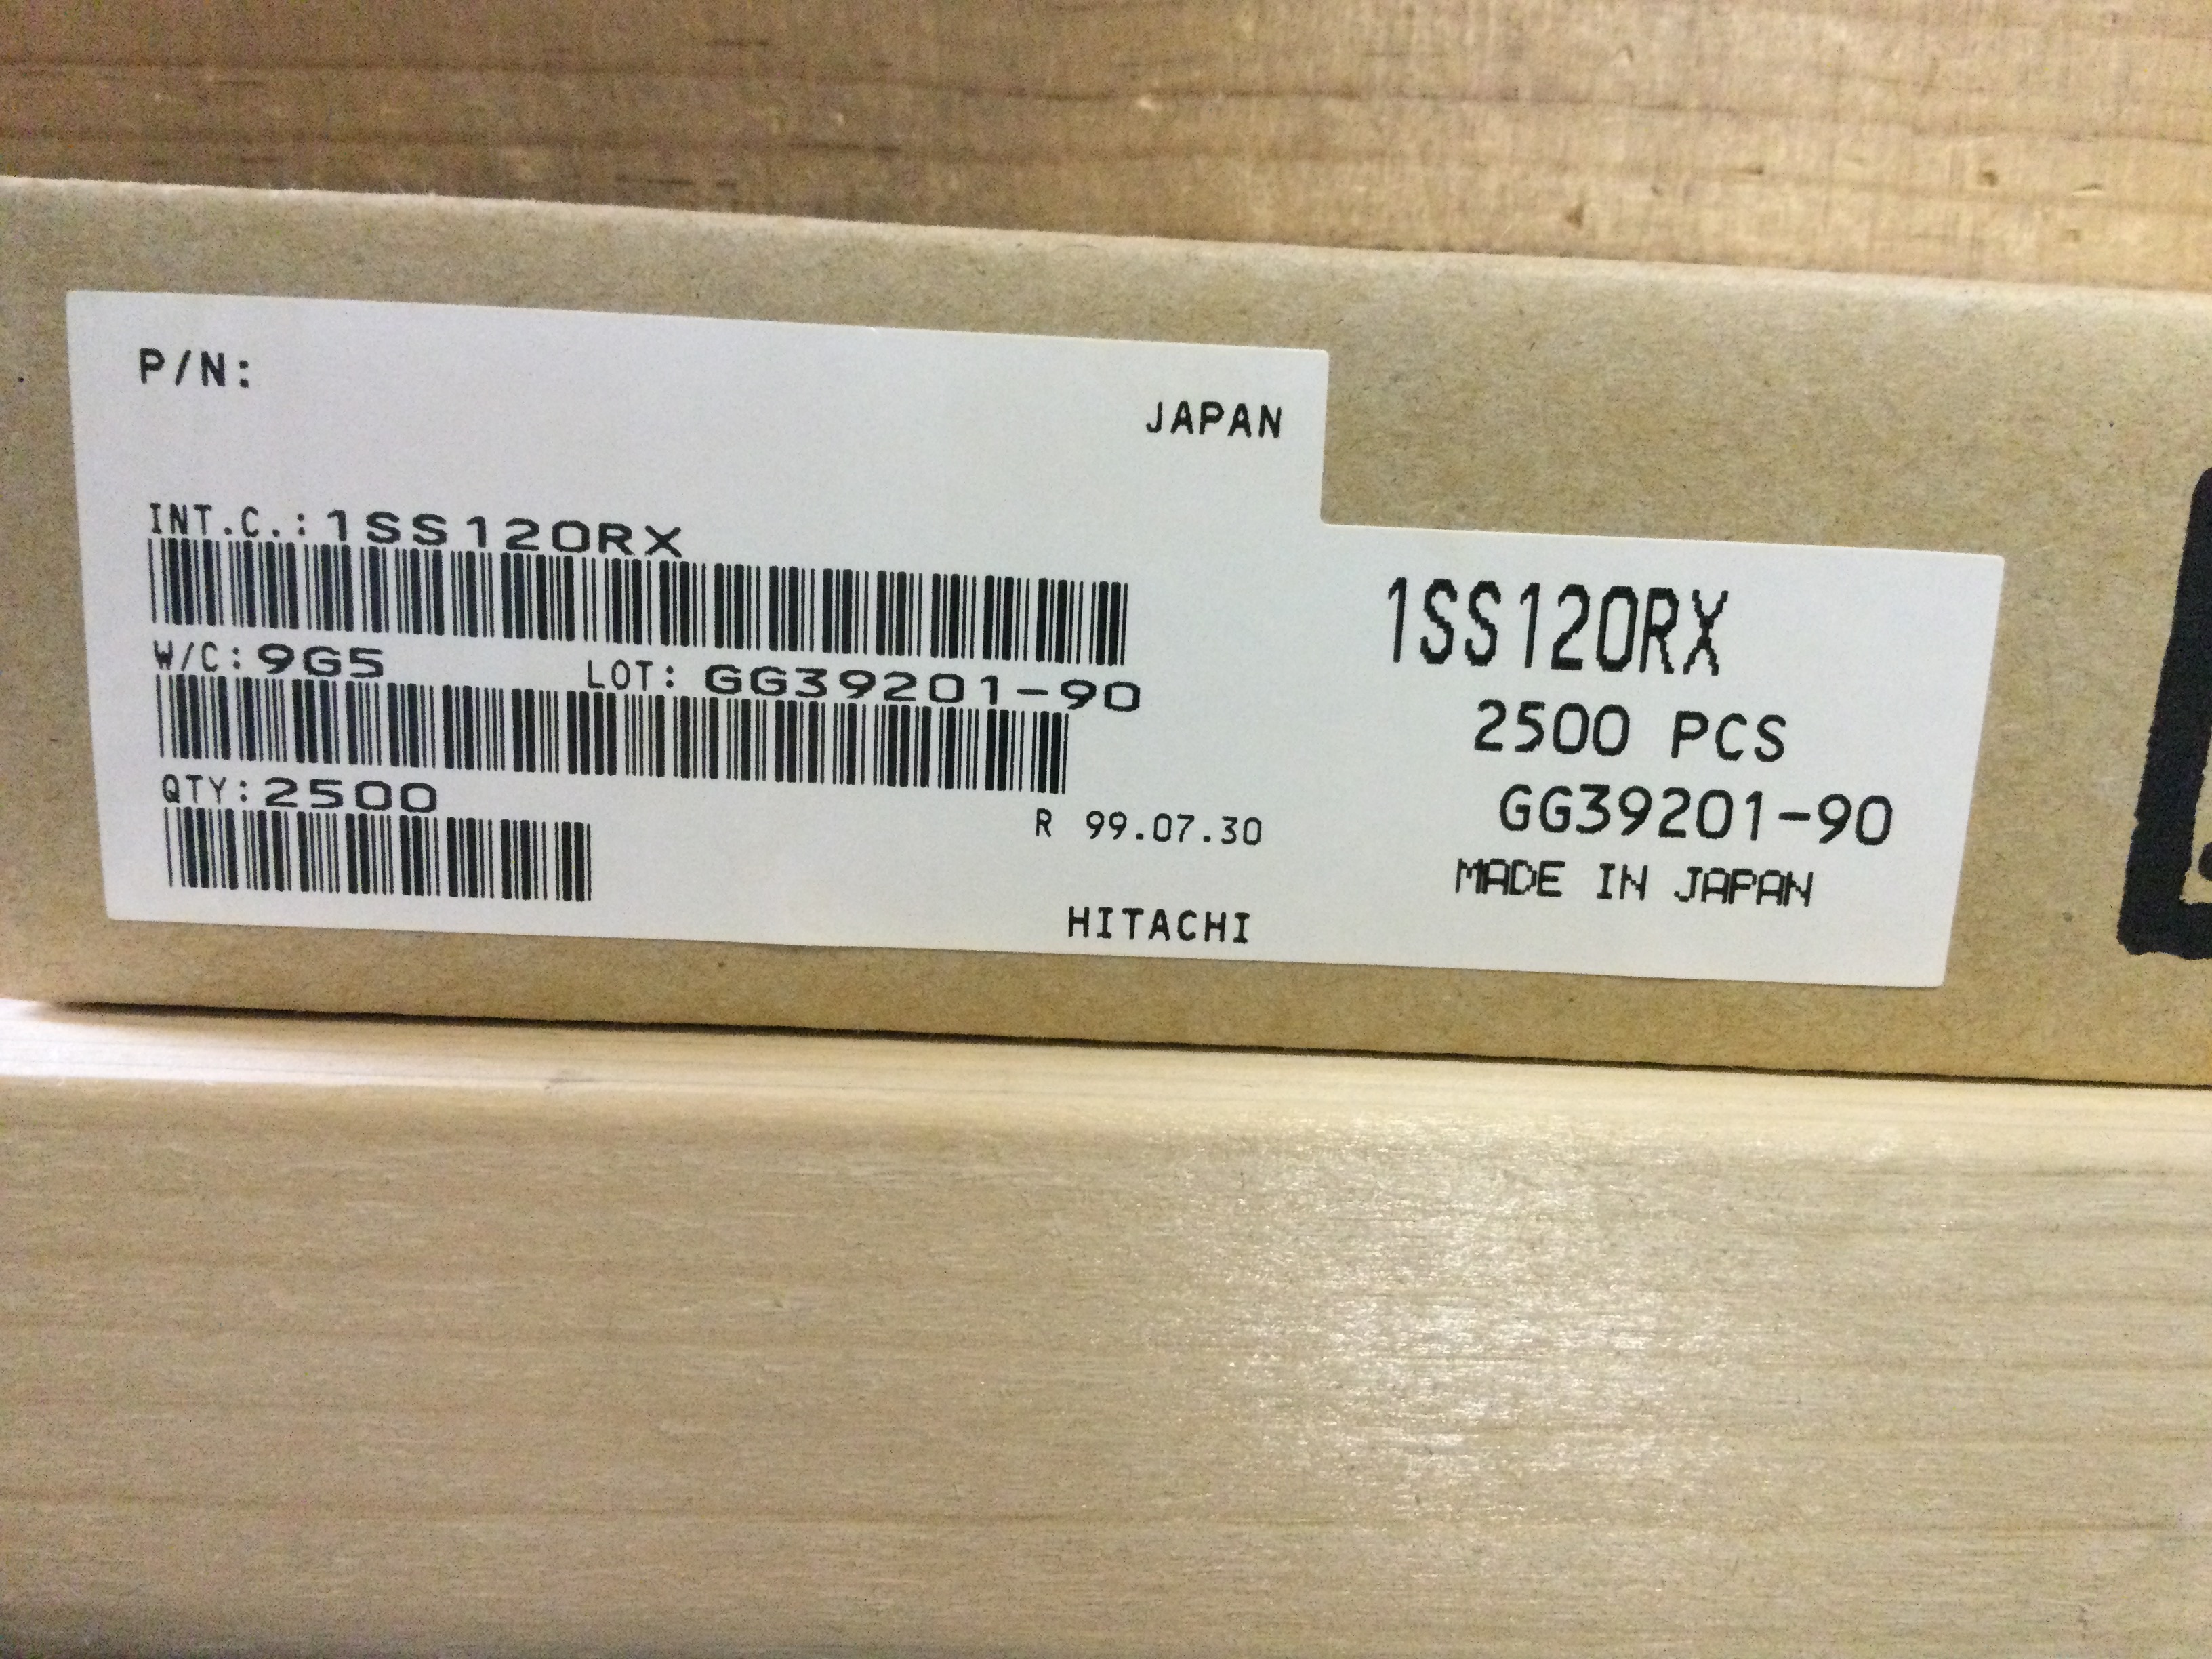 P/N:
JAPAN
INT.C.:1SS120RX
W/C:9G5 LOT: GG39201-90
QTY:2500
R 99.07.30
HITACHI
1SS120RX
2500 PCS
GG39201-90
MADE IN JAPAN